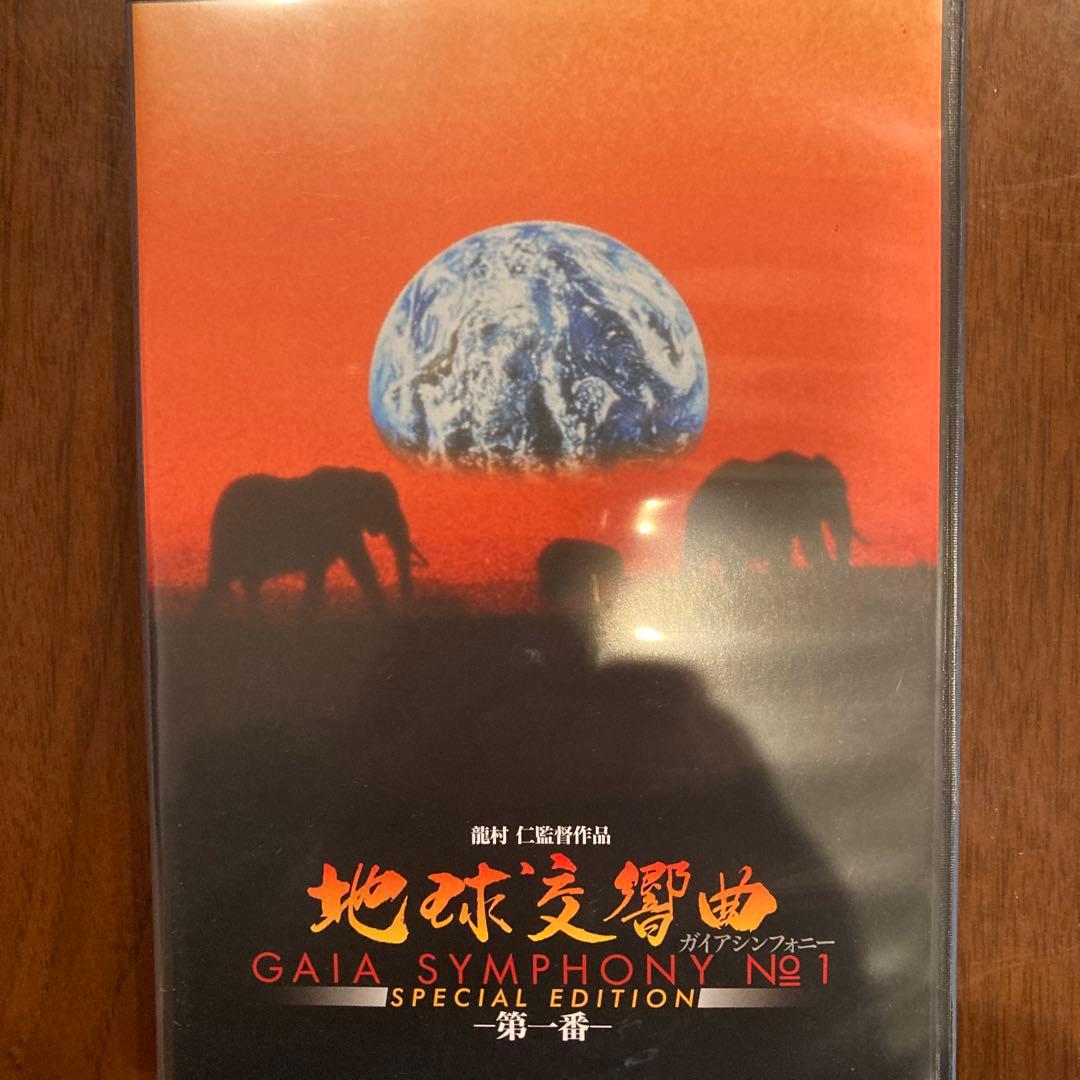 龍村 仁監督作品
地球交響曲
ガイアシンフォニー
GAIA SYMPHONY №1
SPECIAL EDITION
―第一番―